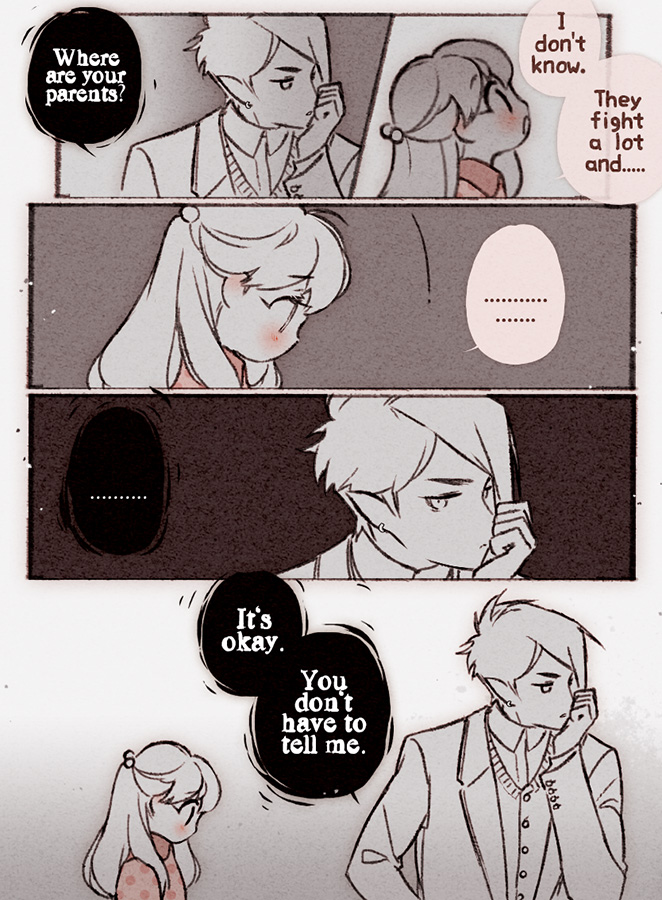 Where
are your
parents?
I
don't
know.
They
fight
a lot
and.....
............
.......
..........
It's
okay.
You
don't
have to
tell me.